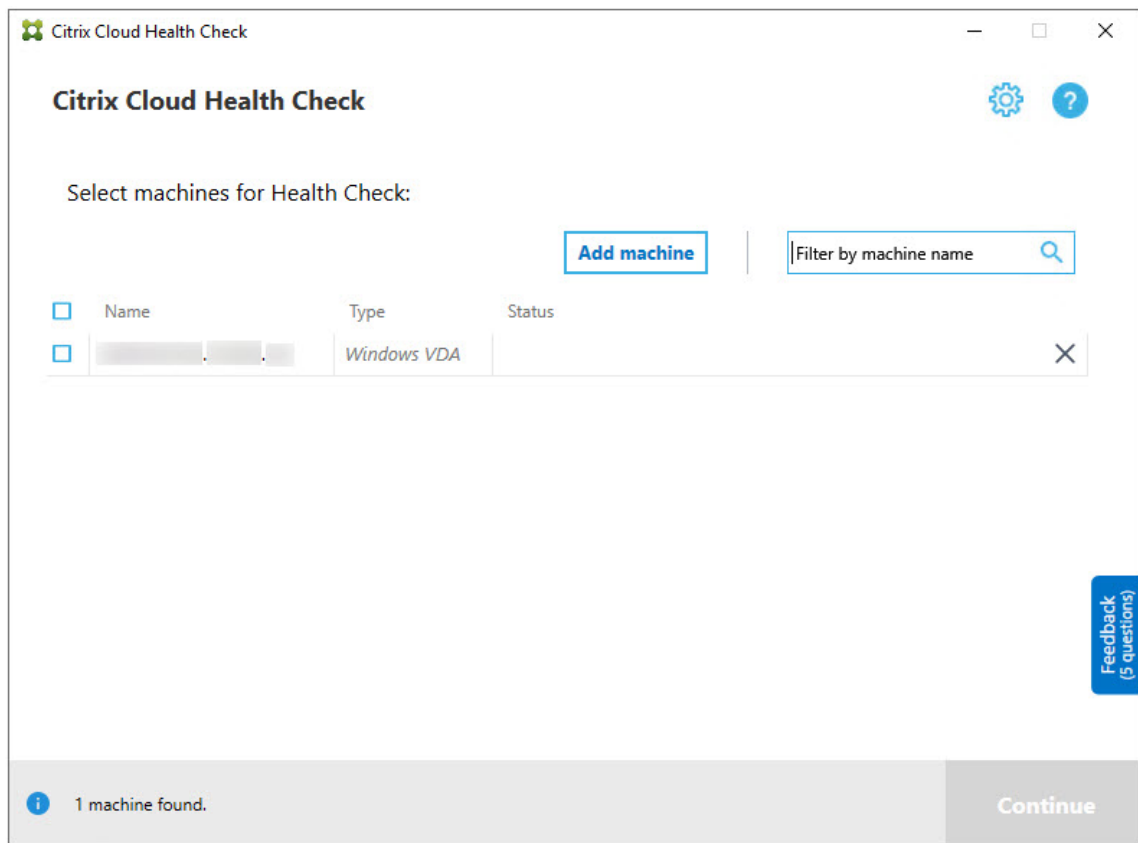 Citrix Cloud Health Check
Citrix Cloud Health Check
?
Select machines for Health Check:
Add machine
Filter by machine name
Name Type Status
Windows VDA
Feedback
(5 questions)
i 1 machine found.
Continue